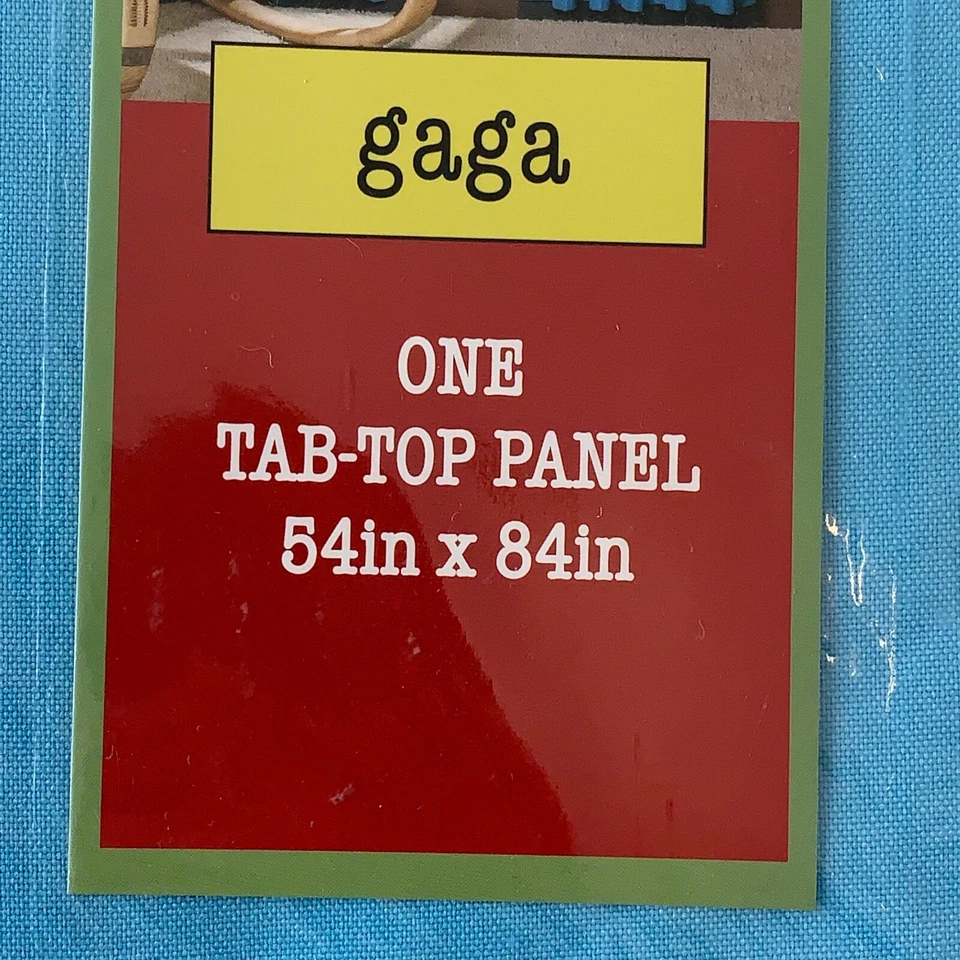 gaga
ONE
TAB-TOP PANEL
54in x 84in